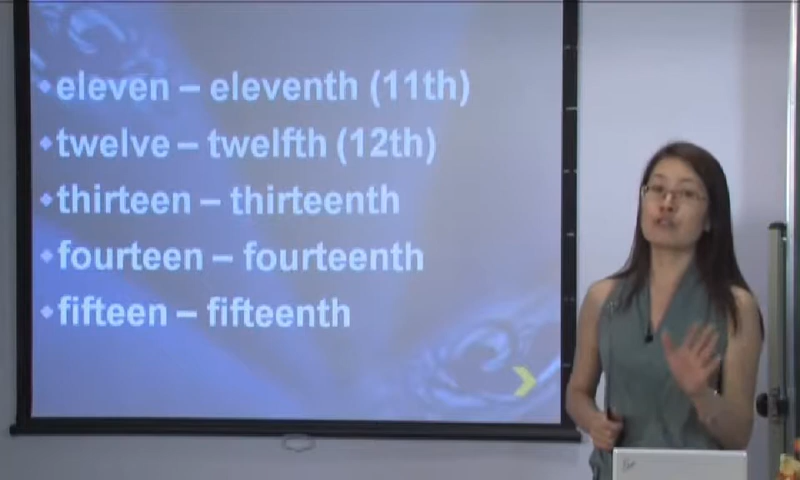 eleven – eleventh (11th)
twelve – twelfth (12th)
thirteen – thirteenth
fourteen – fourteenth
fifteen – fifteenth